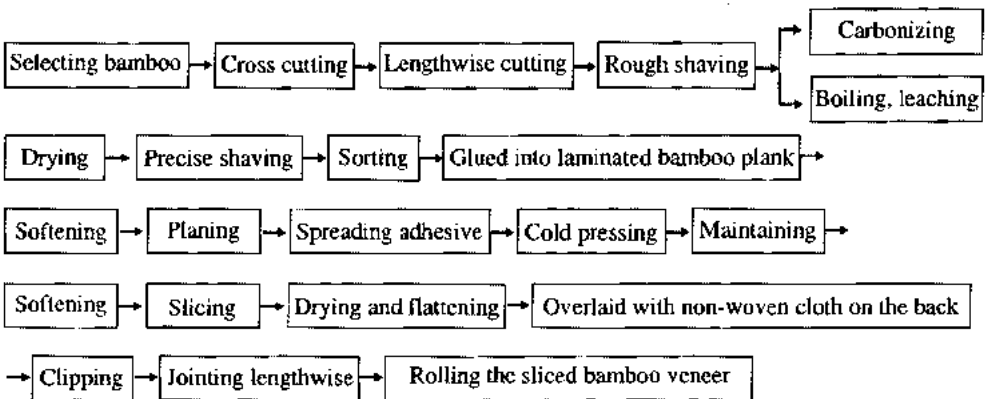 Carbonizing
Selecting bamboo Cross cutting Lengthwise cutting Rough shaving
Boiling, leaching
Drying Precise shaving Sorting Glued into laminated bamboo plank
Softening Planing Spreading adhesive Cold pressing Maintaining
Softening Slicing Drying and flattening Overlaid with non-woven cloth on the back
Clipping Jointing lengthwise Rolling the sliced bamboo veneer